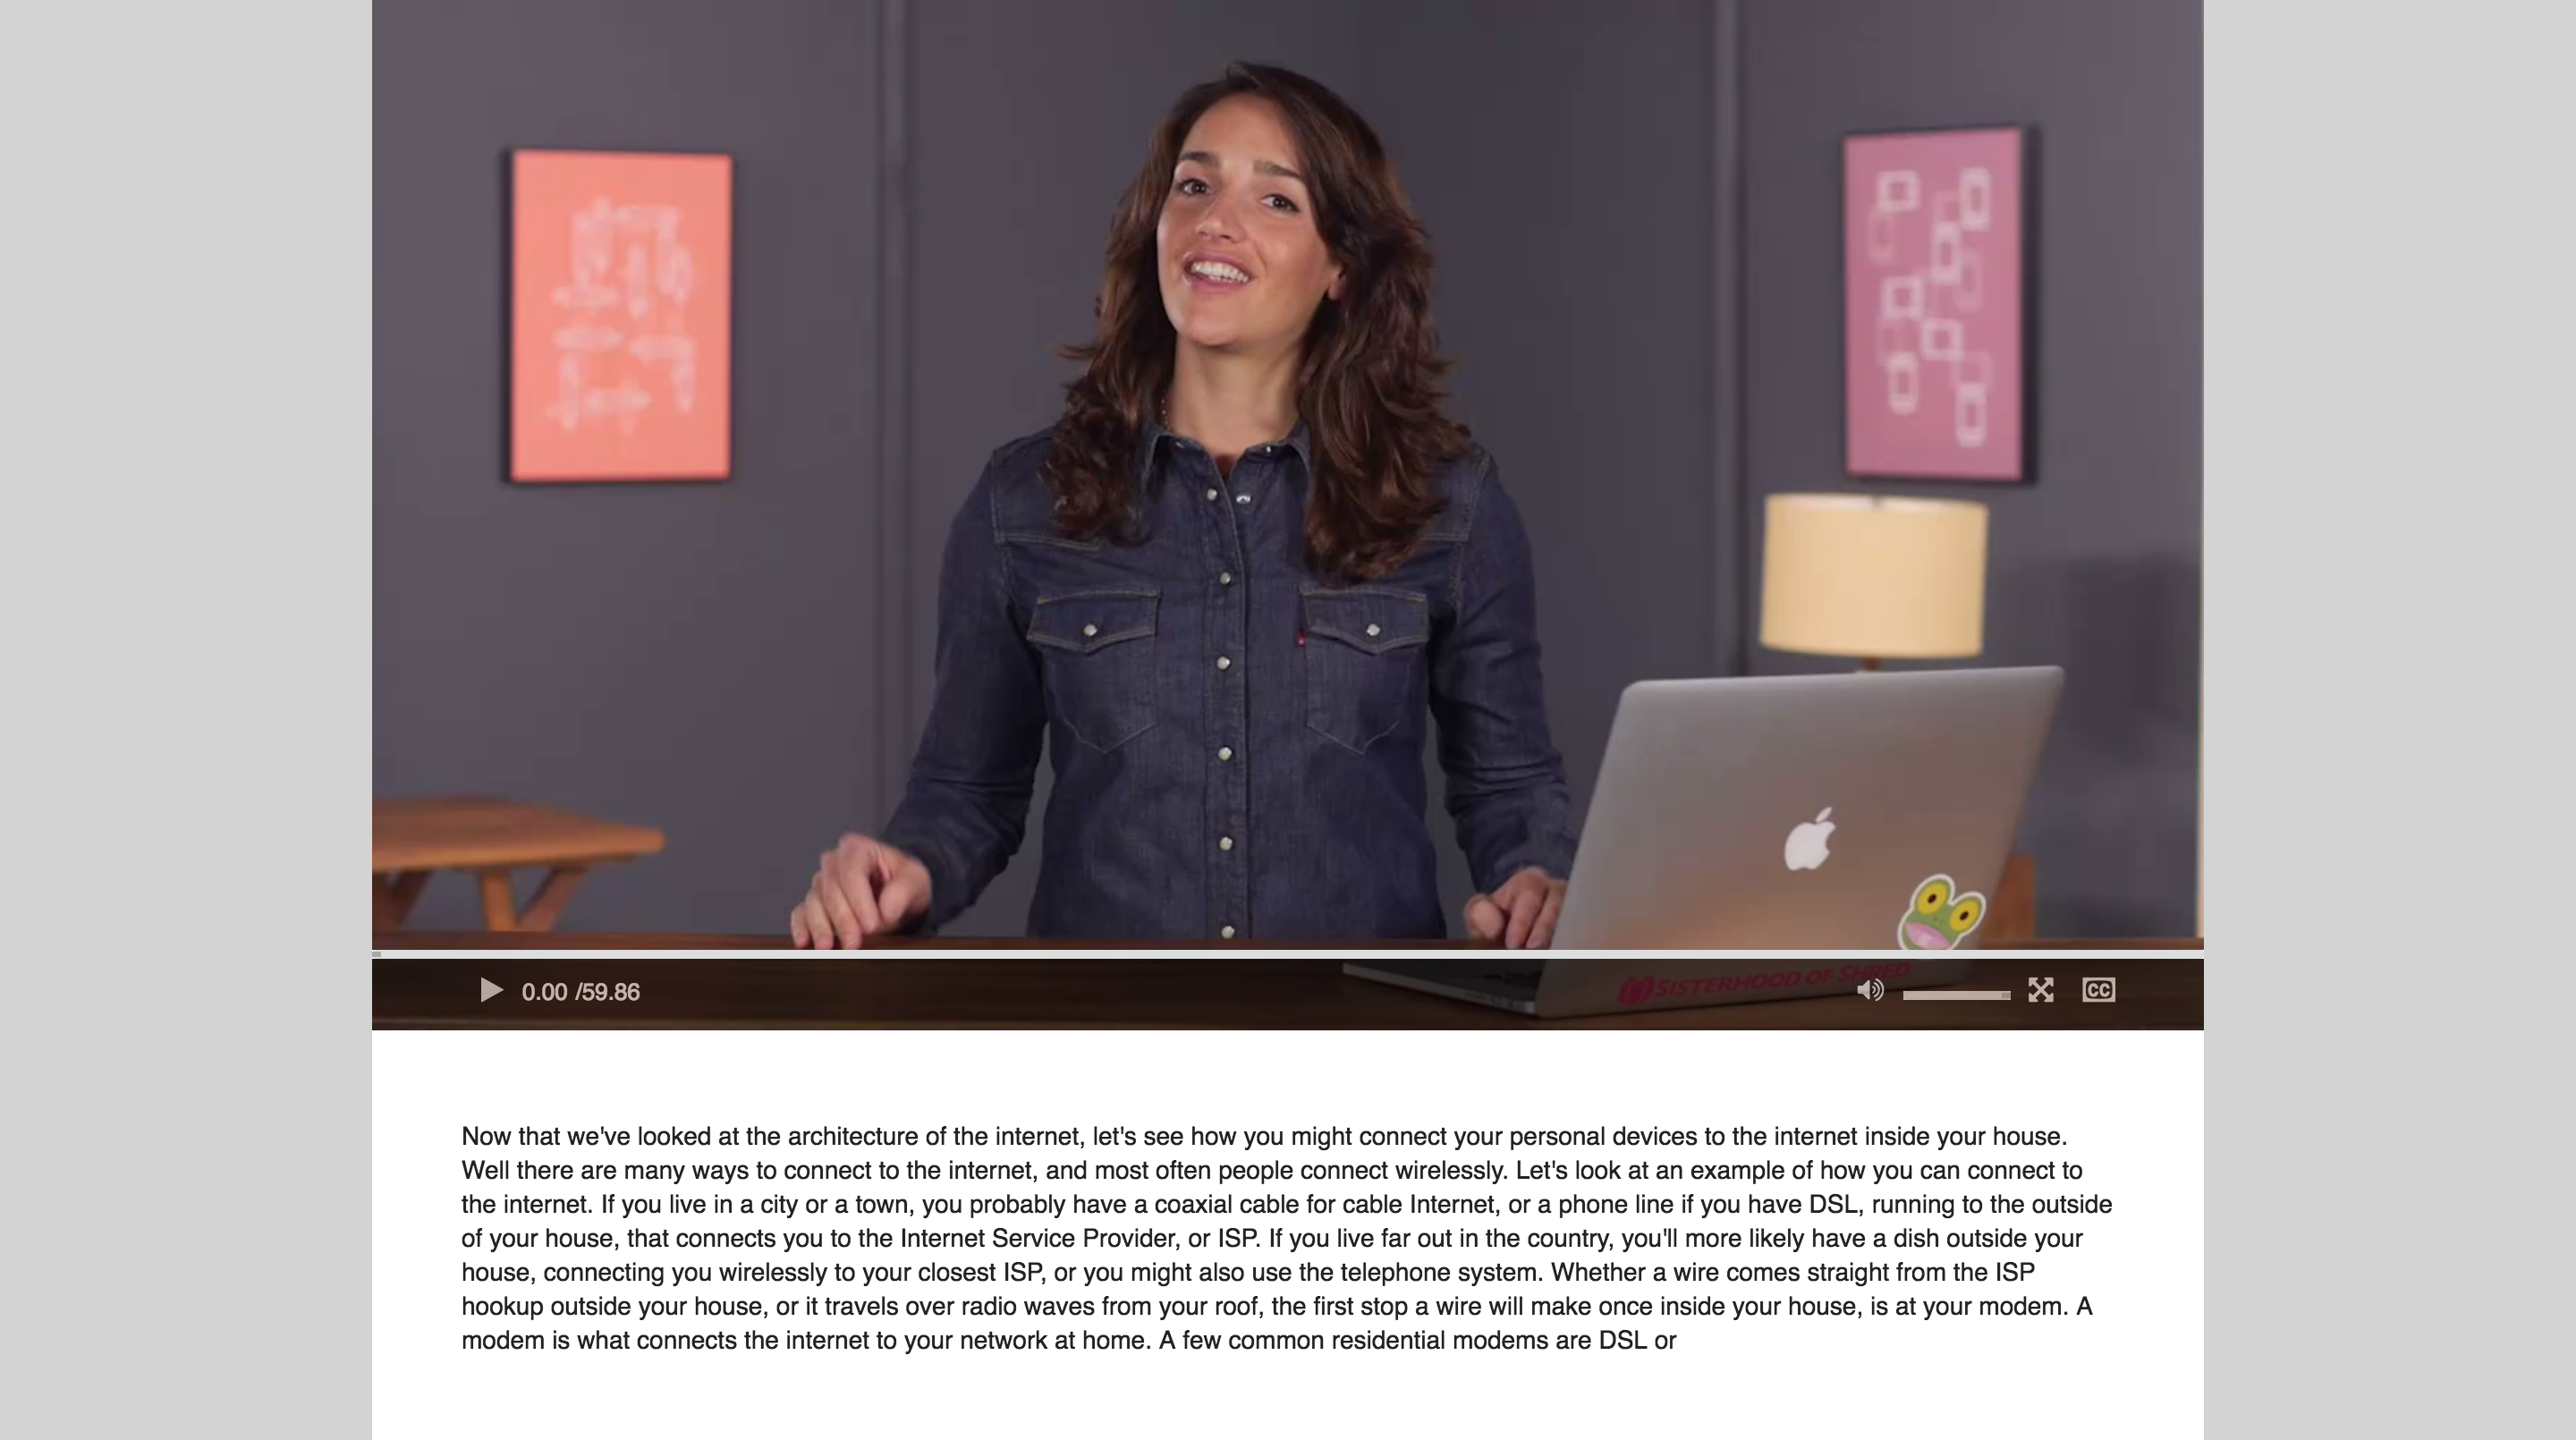 0.00 /59.86
SISTERHOOD OF SHRED
CC
Now that we've looked at the architecture of the internet, let's see how you might connect your personal devices to the internet inside your house.
Well there are many ways to connect to the internet, and most often people connect wirelessly. Let's look at an example of how you can connect to
the internet. If you live in a city or a town, you probably have a coaxial cable for cable Internet, or a phone line if you have DSL, running to the outside
of your house, that connects you to the Internet Service Provider, or ISP. If you live far out in the country, you'll more likely have a dish outside your
house, connecting you wirelessly to your closest ISP, or you might also use the telephone system. Whether a wire comes straight from the ISP
hookup outside your house, or it travels over radio waves from your roof, the first stop a wire will make once inside your house, is at your modem. A
modem is what connects the internet to your network at home. A few common residential modems are DSL or